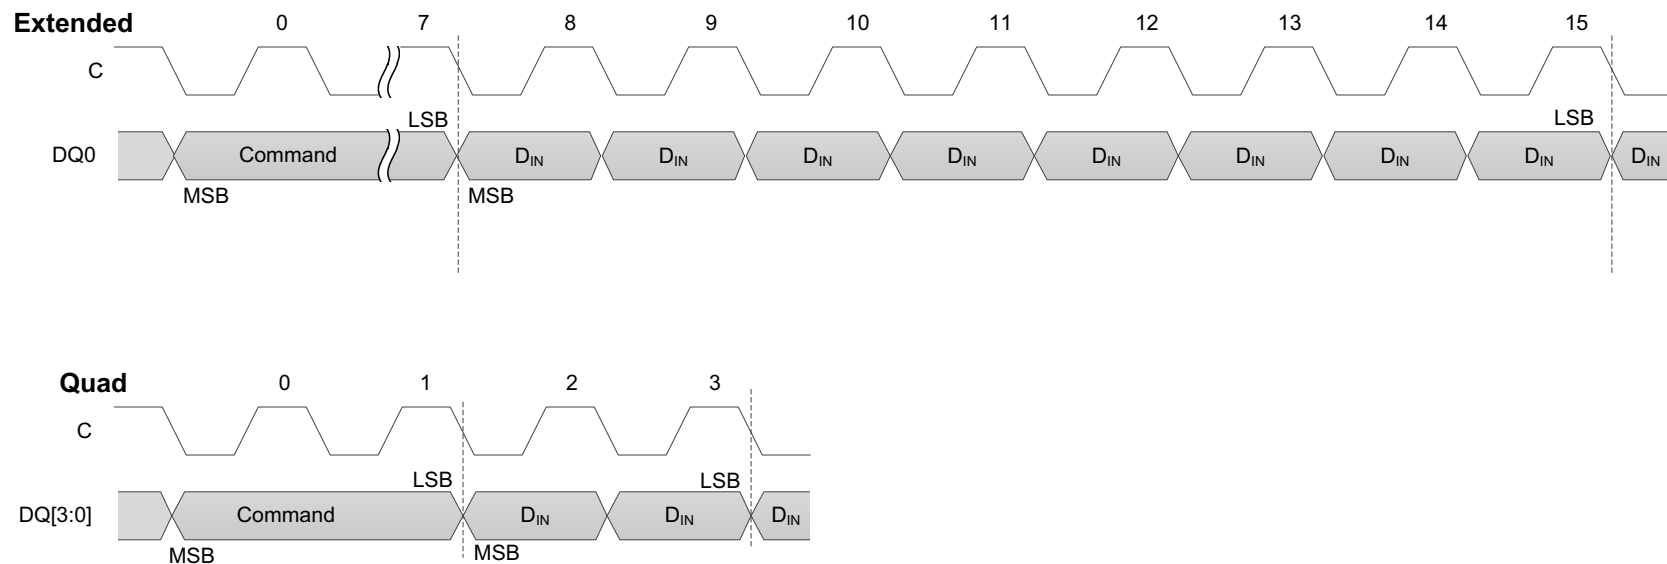 Extended 0 7 8 9 10 11 12 13 14 15
C
LSB LSB
DQ0 Command DIN DIN DIN DIN DIN DIN DIN DIN DIN
MSB MSB
Quad 0 1 2 3
C
LSB LSB
DQ[3:0] Command DIN DIN DIN
MSB MSB